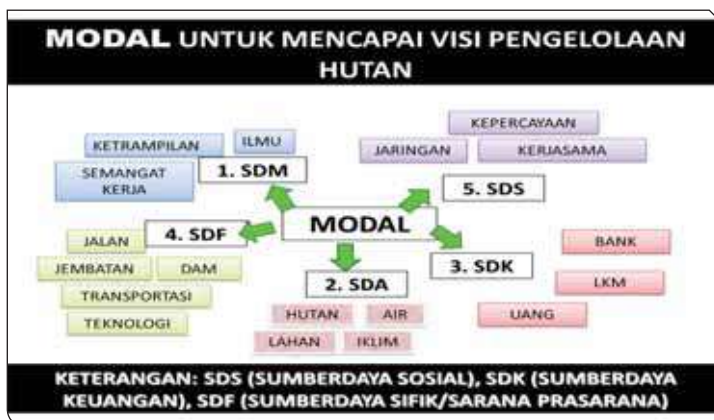 MODAL UNTUK MENCAPAI VISI PENGELOLAAN
HUTAN
KETRAMPILAN
ILMU
SEMANGAT
KERJA
1. SDM
KEPERCAYAAN
JARINGAN
KERJASAMA
5. SDS
MODAL
JALAN
4. SDF
JEMBATAN
DAM
TRANSPORTASI
TEKNOLOGI
2. SDA
HUTAN
AIR
LAHAN
IKLIM
3. SDK
BANK
LKM
UANG
KETERANGAN: SDS (SUMBERDAYA SOSIAL), SDK (SUMBERDAYA
KEUANGAN), SDF (SUMBERDAYA SIFIK/SARANA PRASARANA)